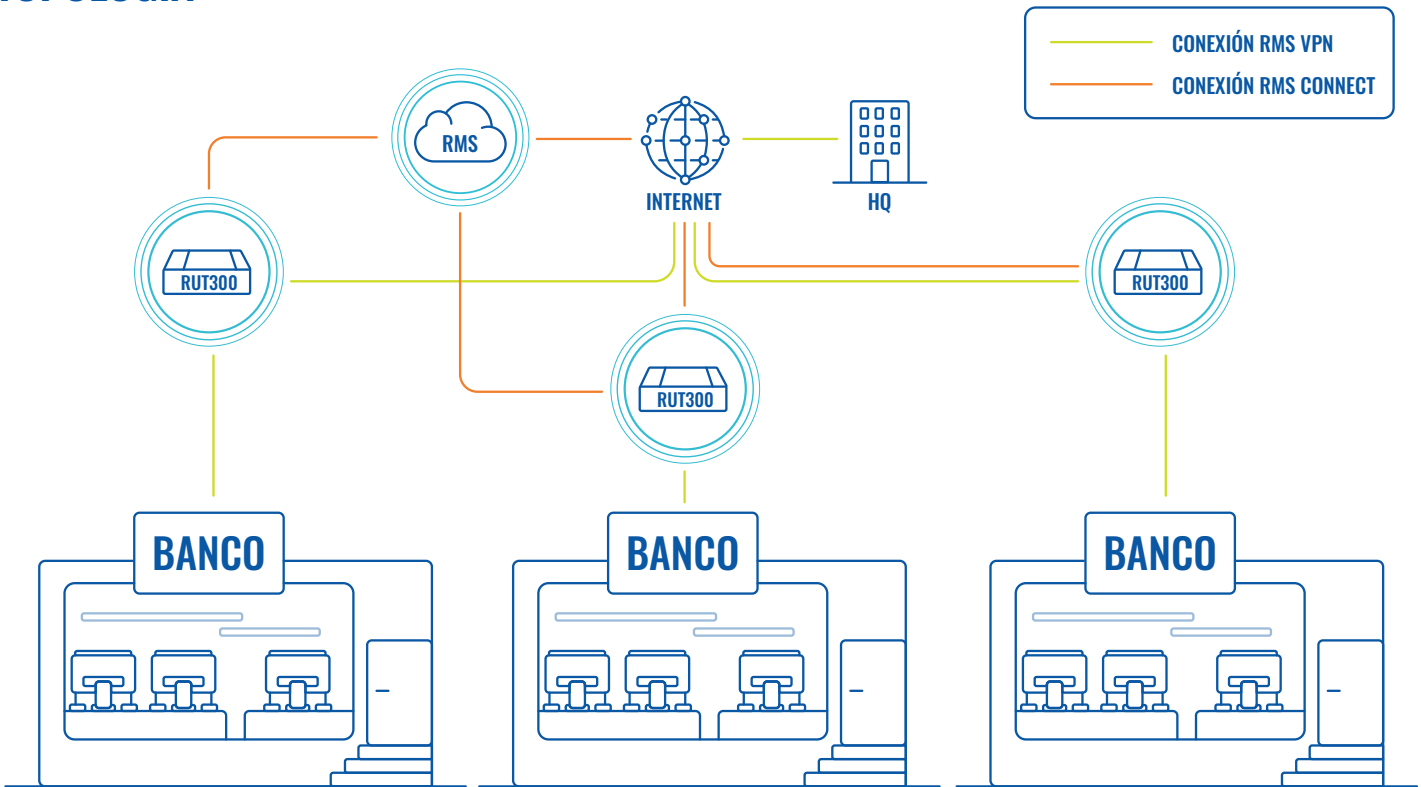 CONEXIÓN RMS VPN
CONEXIÓN RMS CONNECT
RMS
INTERNET
HQ
RUT300
RUT300
RUT300
BANCO
BANCO
BANCO